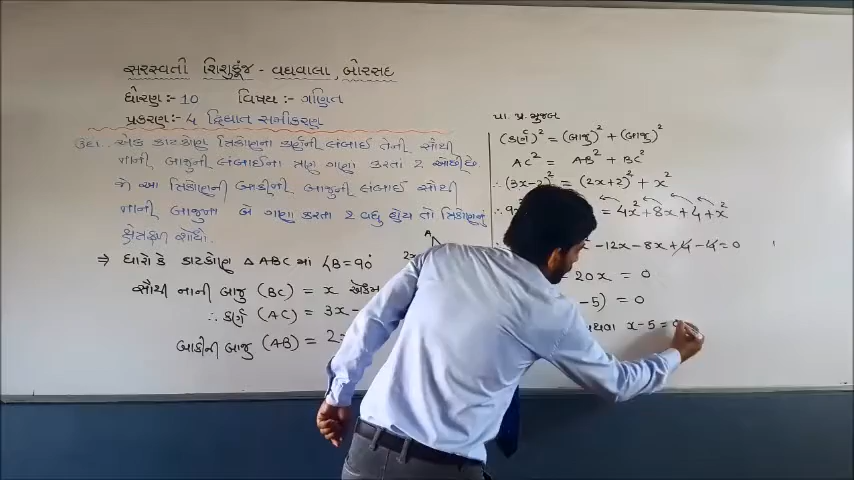 સરસ્વતી શિશુકુંજ - વઘવાલા, બોરસદ
ધોરણ :- 10 વિષય :- ગણિત
પ્રકરણ :- 4 દ્વિઘાત સમીકરણ
ઉદા. એક કાટકોણ ત્રિકોણના કર્ણની લંબાઈ તેની સૌથી
નાની બાજુની લંબાઈના ત્રણ ગણા કરતાં 2 ઓછી છે.
જો આ ત્રિકોણની બાકીની બાજુની લંબાઈ સૌથી
નાની બાજુના બે ગણા કરતા 2 વધુ હોય તો ત્રિકોણનું
ક્ષેત્રફળ શોધો.
⇒ ધારોકે કાટકોણ △ABC માં ∠B = 90°
સૌથી નાની બાજુ (BC) = x એકમ
∴ કર્ણ (AC) = 3x -
બાકીની બાજુ (AB) = 2
A
પા. પ્ર. મુજબ
(કર્ણ)² = (બાજુ)² + (બાજુ)²
AC² = AB² + BC²
∴ (3x-2)² = (2x+2)² + x²
∴ 9 = 4x² + 8x + 4 + x²
- 12x - 8x + 4 - 4 = 0
- 20x = 0
- 5) = 0
અથવા x - 5 = 0